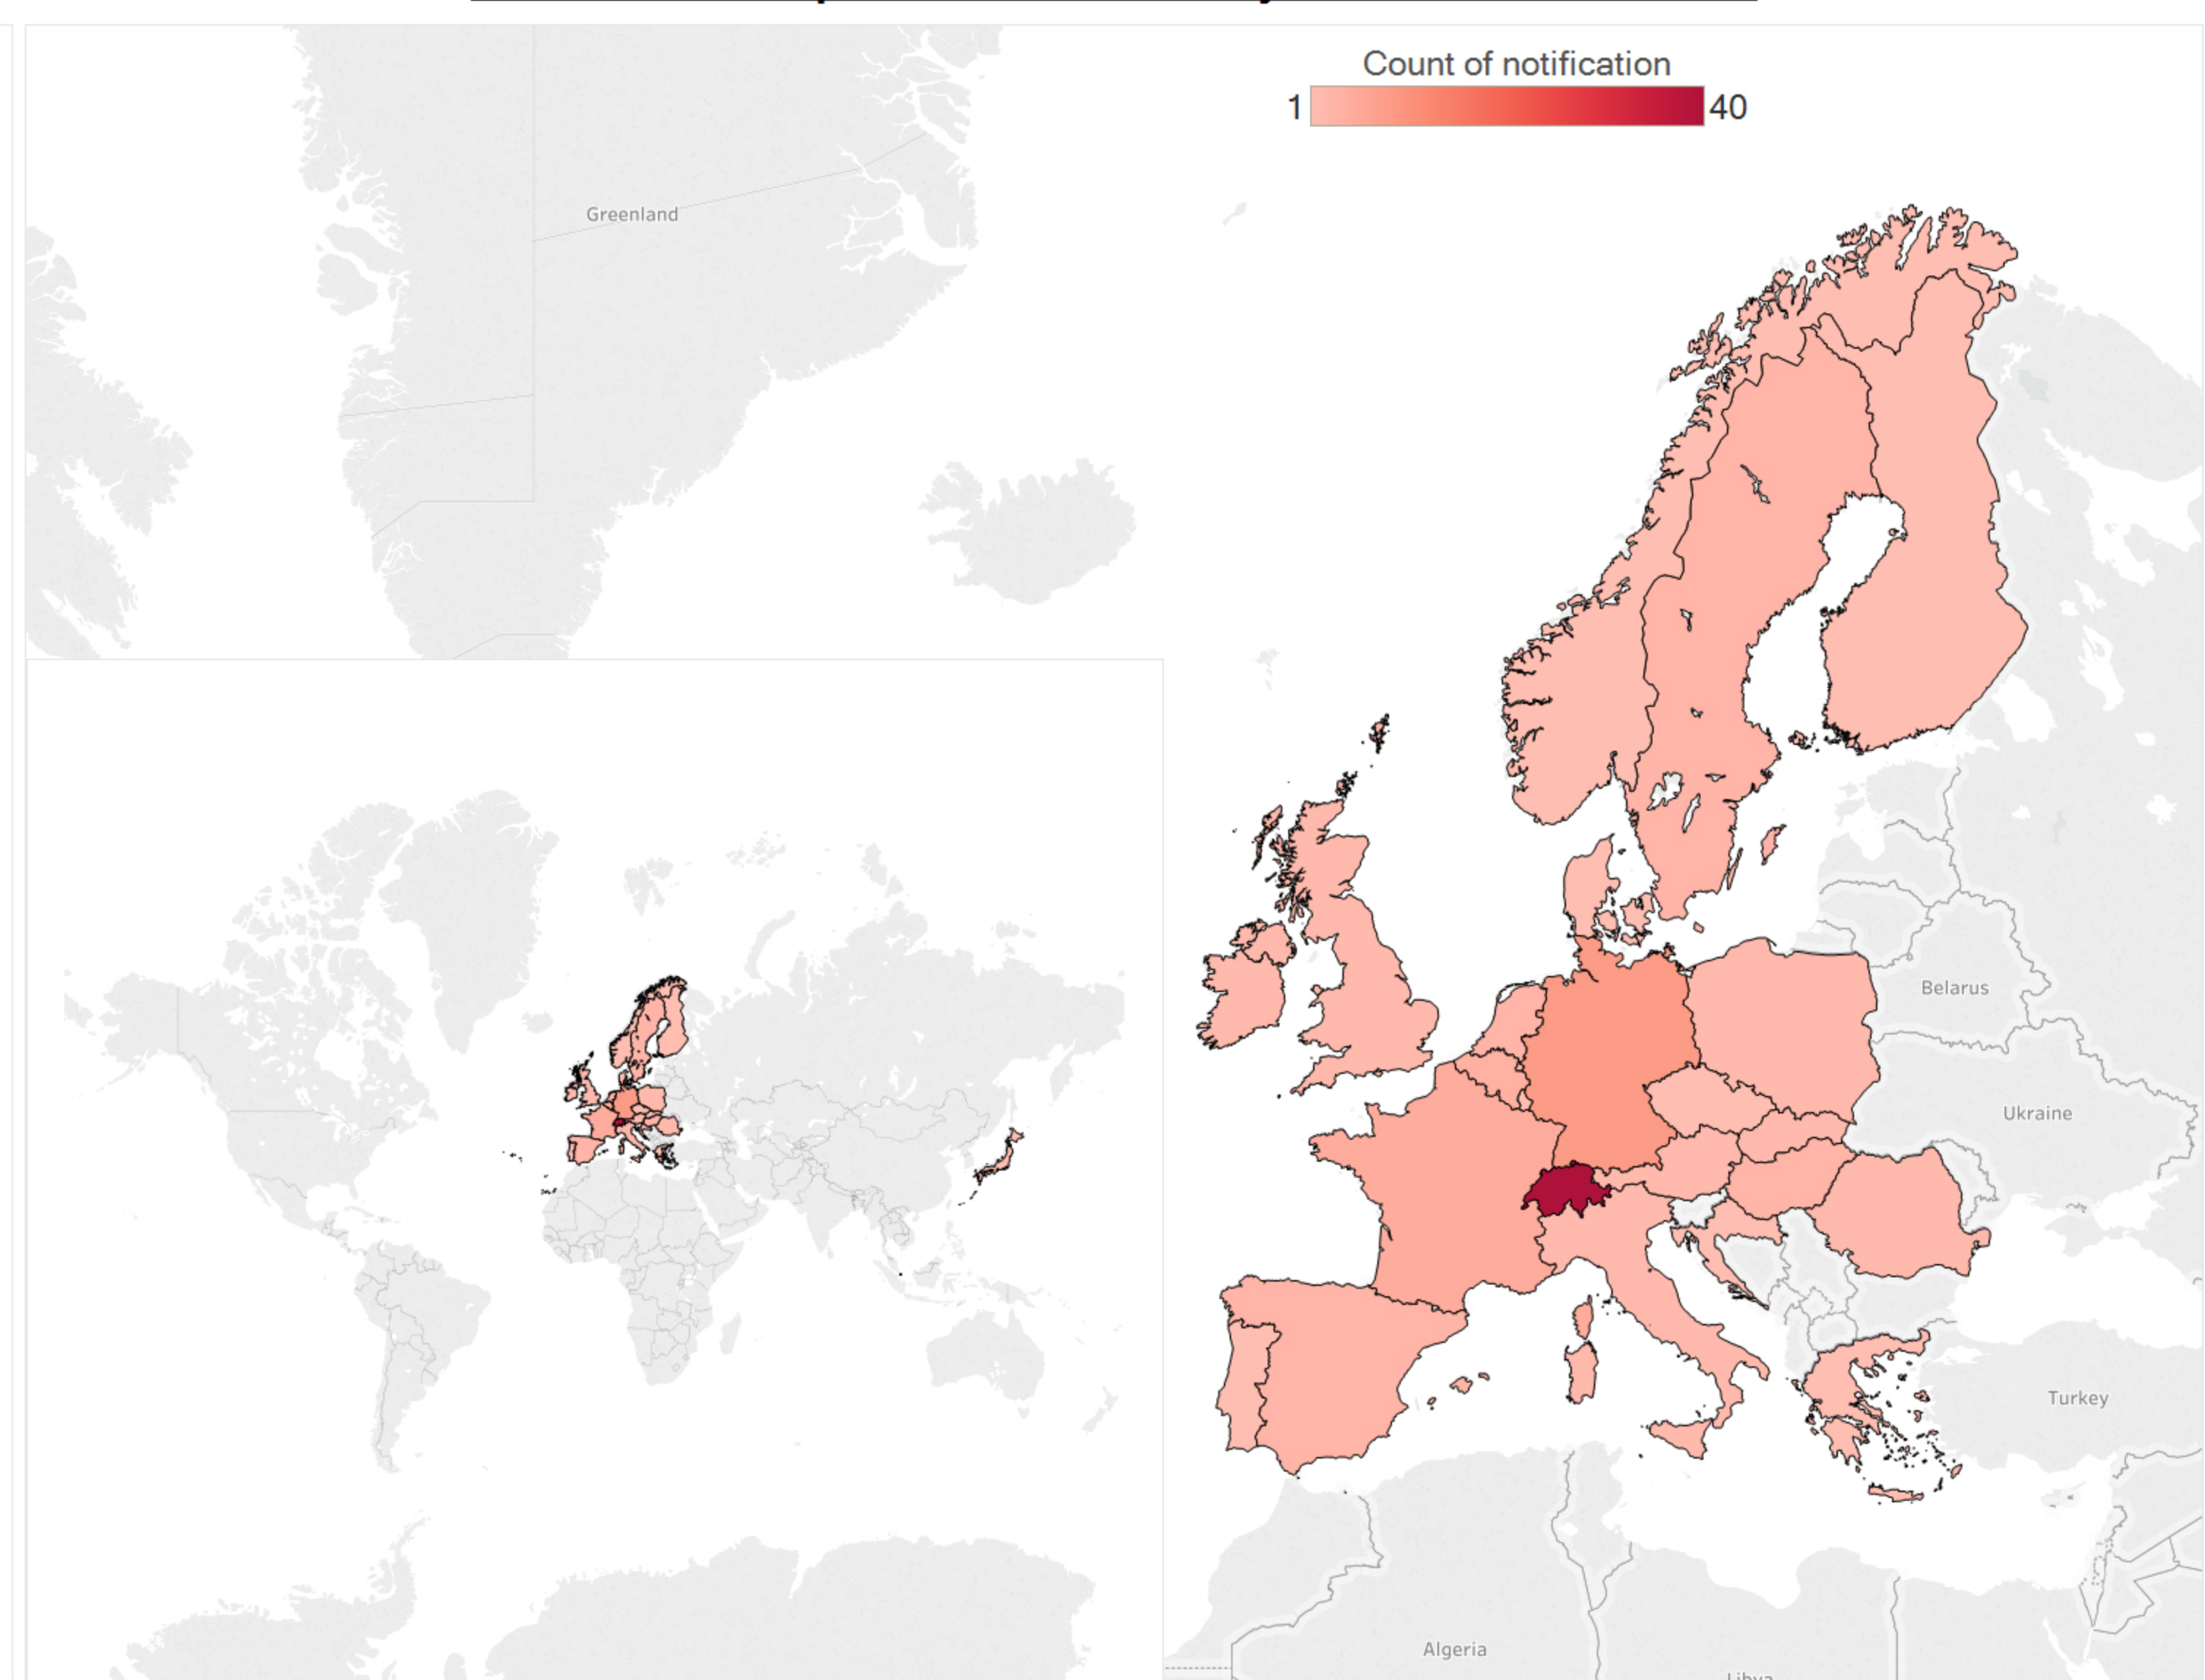 Count of notification
1 40
Greenland
Belarus
Ukraine
Turkey
Algeria